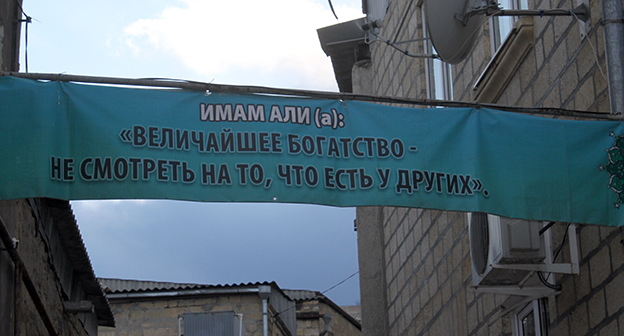 ИМАМ АЛИ (а):
«ВЕЛИЧАЙШЕЕ БОГАТСТВО -
НЕ СМОТРЕТЬ НА ТО, ЧТО ЕСТЬ У ДРУГИХ».